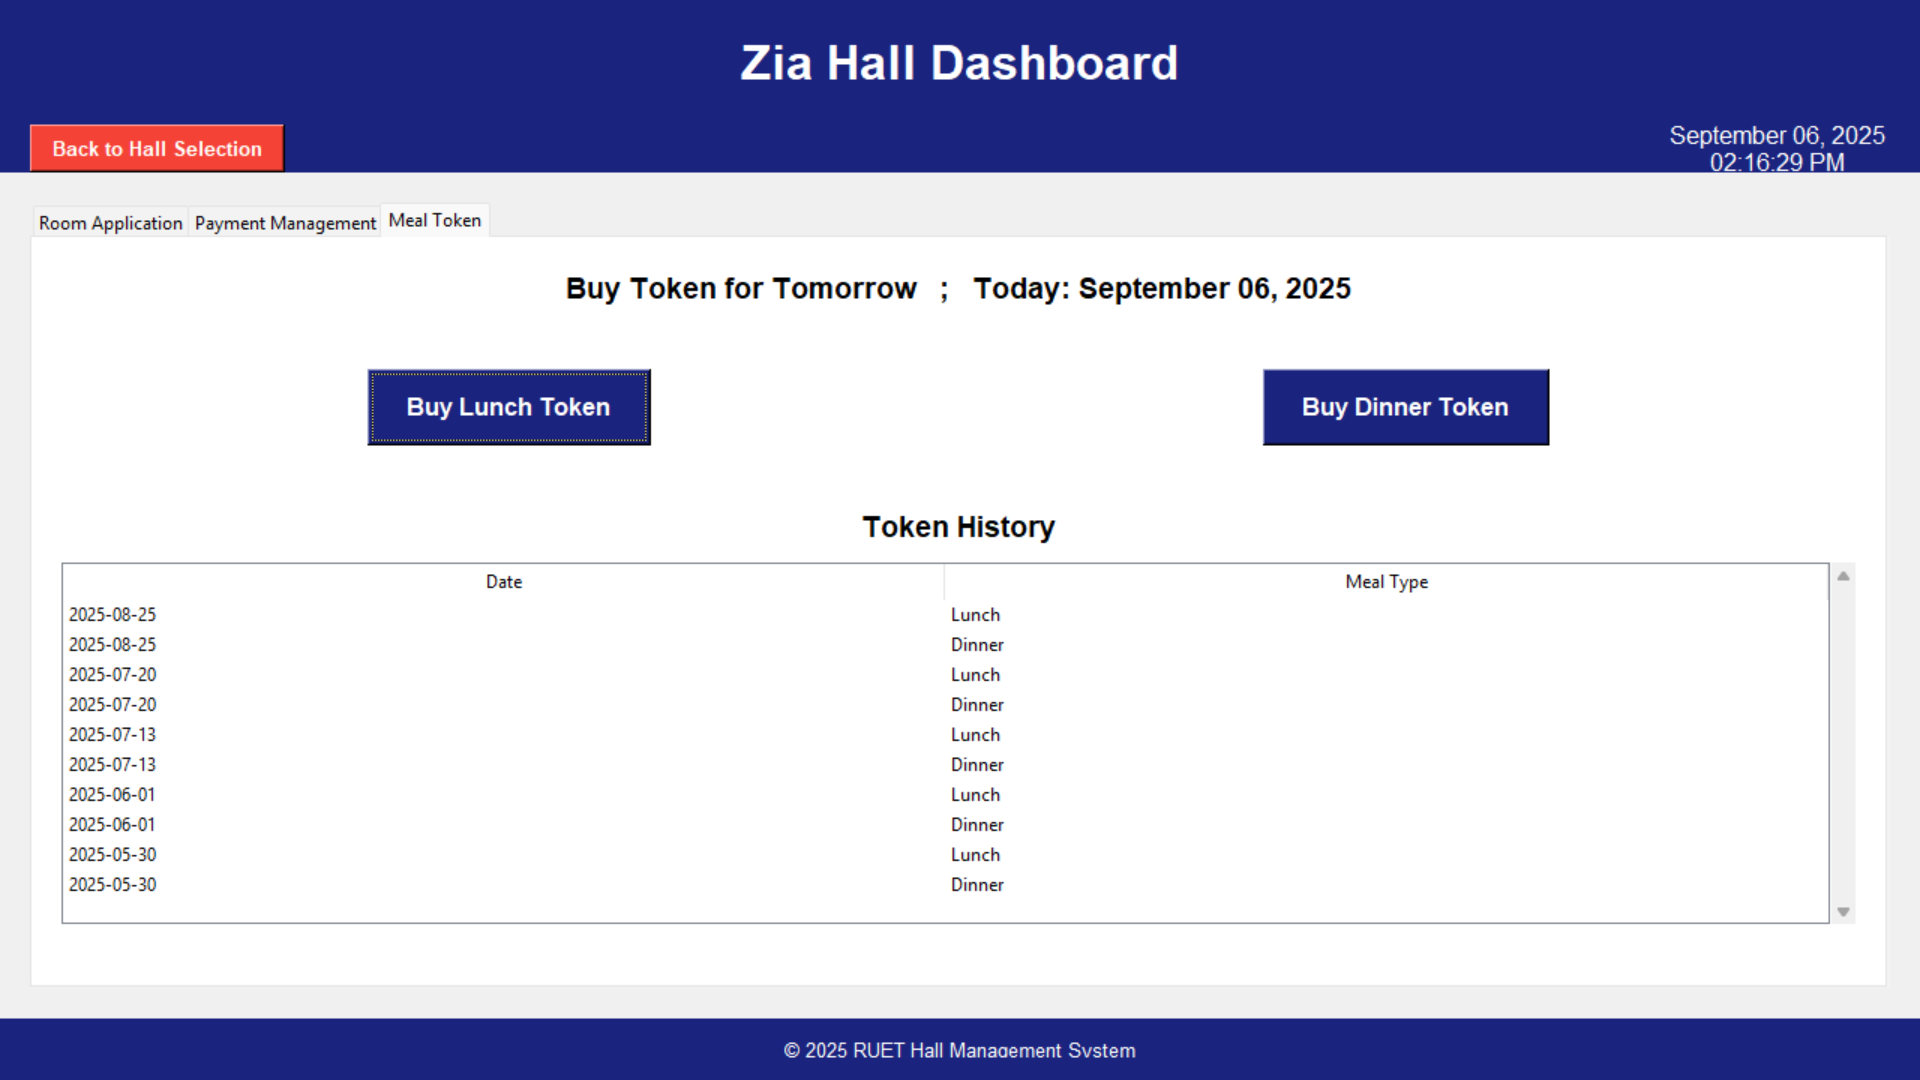 Zia Hall Dashboard
Back to Hall Selection
September 06, 2025
02:16:29 PM
Room Application Payment Management Meal Token
Buy Token for Tomorrow ; Today: September 06, 2025
Buy Lunch Token Buy Dinner Token
Token History
Date Meal Type
2025-08-25 Lunch
2025-08-25 Dinner
2025-07-20 Lunch
2025-07-20 Dinner
2025-07-13 Lunch
2025-07-13 Dinner
2025-06-01 Lunch
2025-06-01 Dinner
2025-05-30 Lunch
2025-05-30 Dinner
© 2025 RUET Hall Management System